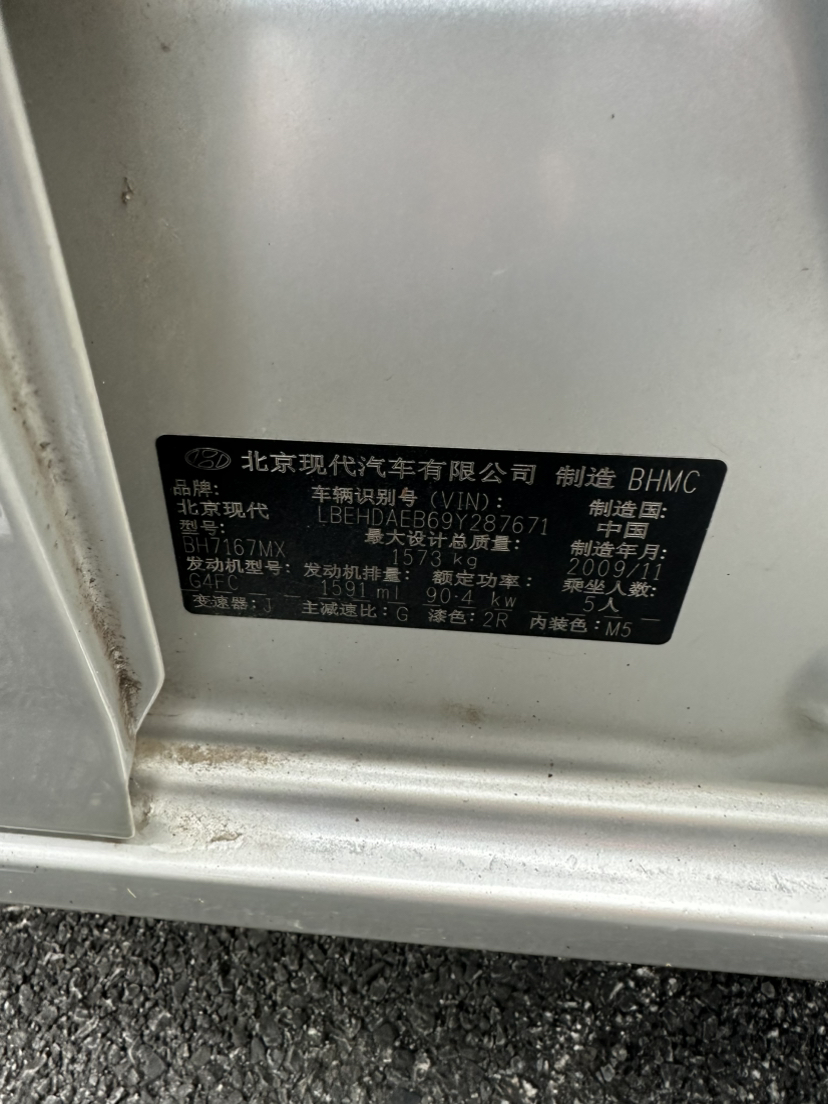 北京现代汽车有限公司 制造 BHMC
品牌: 车辆识别号(VIN): 制造国:
北京现代 LBEHDAEB69Y287671 中国
型号: 最大设计总质量: 制造年月:
BH7167MX 1573 kg 2009/11
发动机型号: 发动机排量: 额定功率: 乘坐人数:
G4FC 1591 ml 90.4 kw 5人
变速器:J 主减速比:G 漆色:2R 内装色:M5